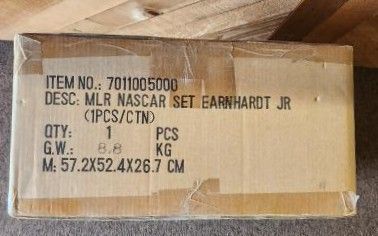 ITEM NO.: 7011005000
DESC: MLR NASCAR SET EARNHARDT JR
(1PCS/CTN)
QTY: 1 PCS
G.W.: 8.8 KG
M: 57.2X52.4X26.7 CM